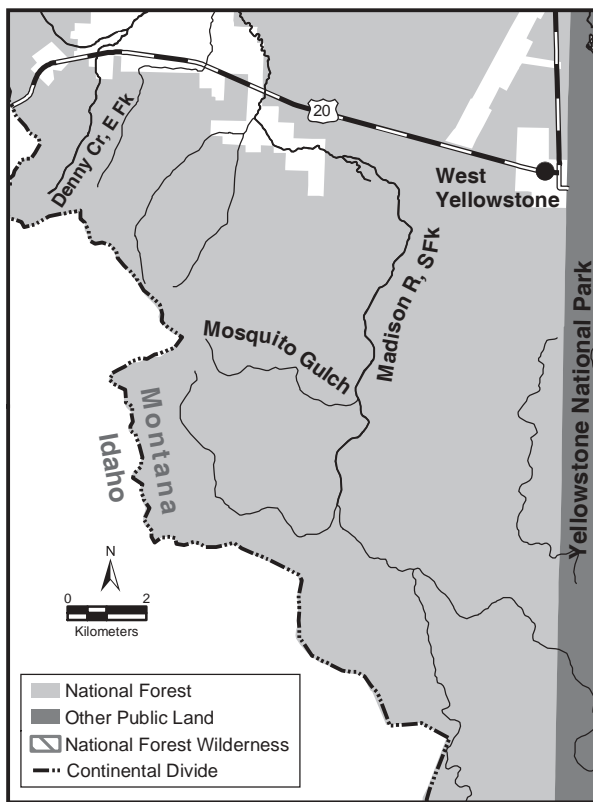 20
Denny Cr, E Fk
West
Yellowstone
Madison R, SFk
Yellowstone National Park
Mosquito Gulch
Montana
Idaho
N
0 2
Kilometers
National Forest
Other Public Land
National Forest Wilderness
Continental Divide